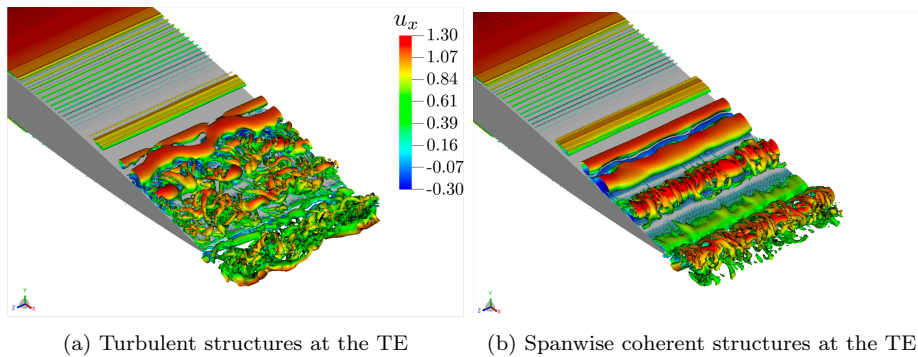 u_x
1.30
1.07
0.84
0.61
0.39
0.16
-0.07
-0.30
Y
Z X
Y
Z X
(a) Turbulent structures at the TE
(b) Spanwise coherent structures at the TE